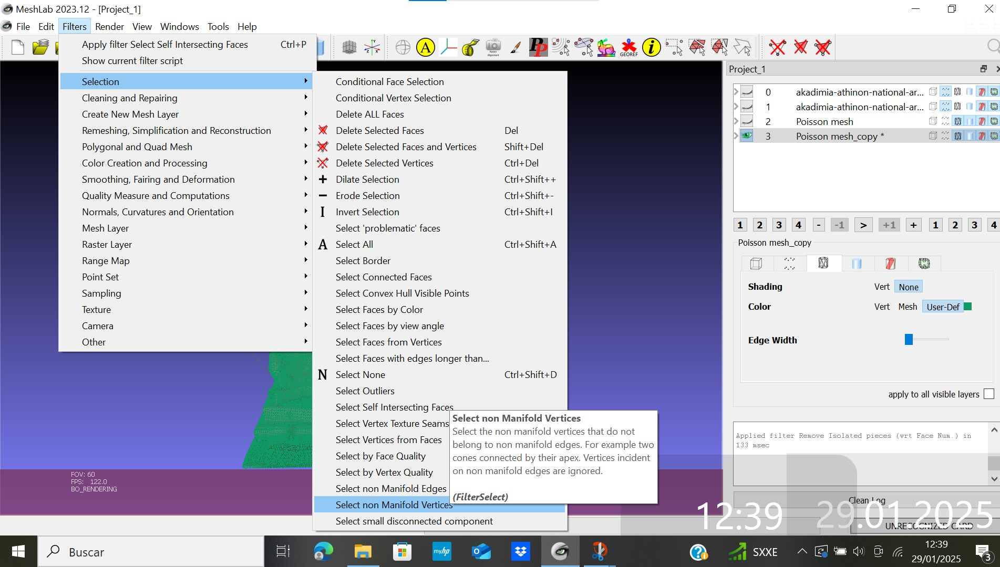 MeshLab 2023.12 - [Project_1]
File Edit Filters Render View Windows Tools Help
Apply filter Select Self Intersecting Faces Ctrl+P
Show current filter script
Selection
Cleaning and Repairing
Create New Mesh Layer
Remeshing, Simplification and Reconstruction
Polygonal and Quad Mesh
Color Creation and Processing
Smoothing, Fairing and Deformation
Quality Measure and Computations
Normals, Curvatures and Orientation
Mesh Layer
Raster Layer
Range Map
Point Set
Sampling
Texture
Camera
Other
Conditional Face Selection
Conditional Vertex Selection
Delete ALL Faces
Delete Selected Faces Del
Delete Selected Faces and Vertices Shift+Del
Delete Selected Vertices Ctrl+Del
Dilate Selection Ctrl+Shift++
Erode Selection Ctrl+Shift+-
I Invert Selection Ctrl+Shift+I
Select 'problematic' faces
A Select All Ctrl+Shift+A
Select Border
Select Connected Faces
Select Convex Hull Visible Points
Select Faces by Color
Select Faces by view angle
Select Faces from Vertices
Select Faces with edges longer than...
N Select None Ctrl+Shift+D
Select Outliers
Select Self Intersecting Faces
Select Vertex Texture Seams
Select Vertices from Faces
Select by Face Quality
Select by Vertex Quality
Select non Manifold Edges
Select non Manifold Vertices
Select small disconnected component
Select non Manifold Vertices
Select the non manifold vertices that do not
belong to non manifold edges. For example two
cones connected by their apex. Vertices incident
on non manifold edges are ignored.
(FilterSelect)
A
Pp
GEOREF
i
Project_1
0 akadimia-athinon-national-ar...
1 akadimia-athinon-national-ar...
2 Poisson mesh
3 Poisson mesh_copy *
1 2 3 4 - -1 > +1 + 1 2 3 4
Poisson mesh_copy
Shading Vert None
Color Vert Mesh User-Def
Edge Width
apply to all visible layers
Applied filter Remove Isolated pieces (wrt Face Num.) in
133 msec
Clean Log
12:39 29.01.2025
UNRECOGNIZED CARD
FOV: 60
FPS: 122.0
BO_RENDERING
Buscar
myhp
SXXE
12:39
29/01/2025
3